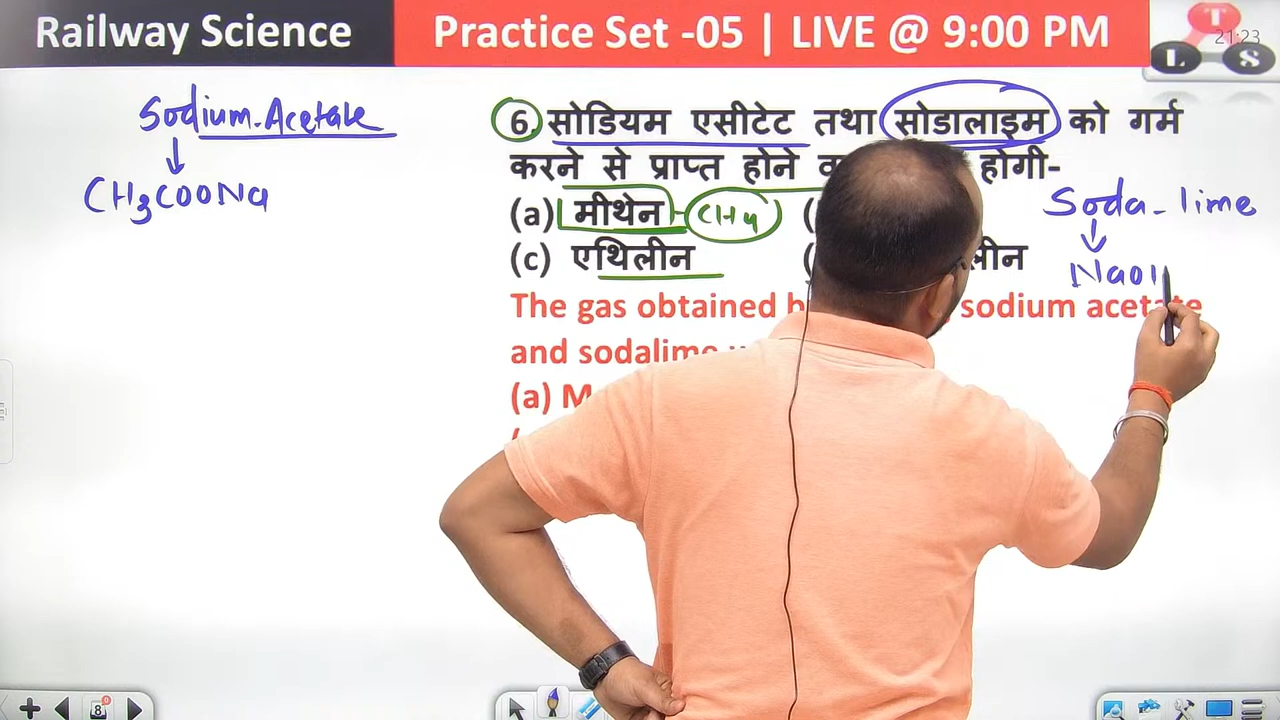 Railway Science
Practice Set -05 | LIVE @ 9:00 PM
T
21:23
L S
Sodium-Acetate
CH3COONa
6. सोडियम एसीटेट तथा सोडालाइम को गर्म
करने से प्राप्त होने होगी-
(a) मीथेन - CH4
(c) एथिलीन
Soda-lime
The gas obtained sodium acetate
and sodalime
(a)
8